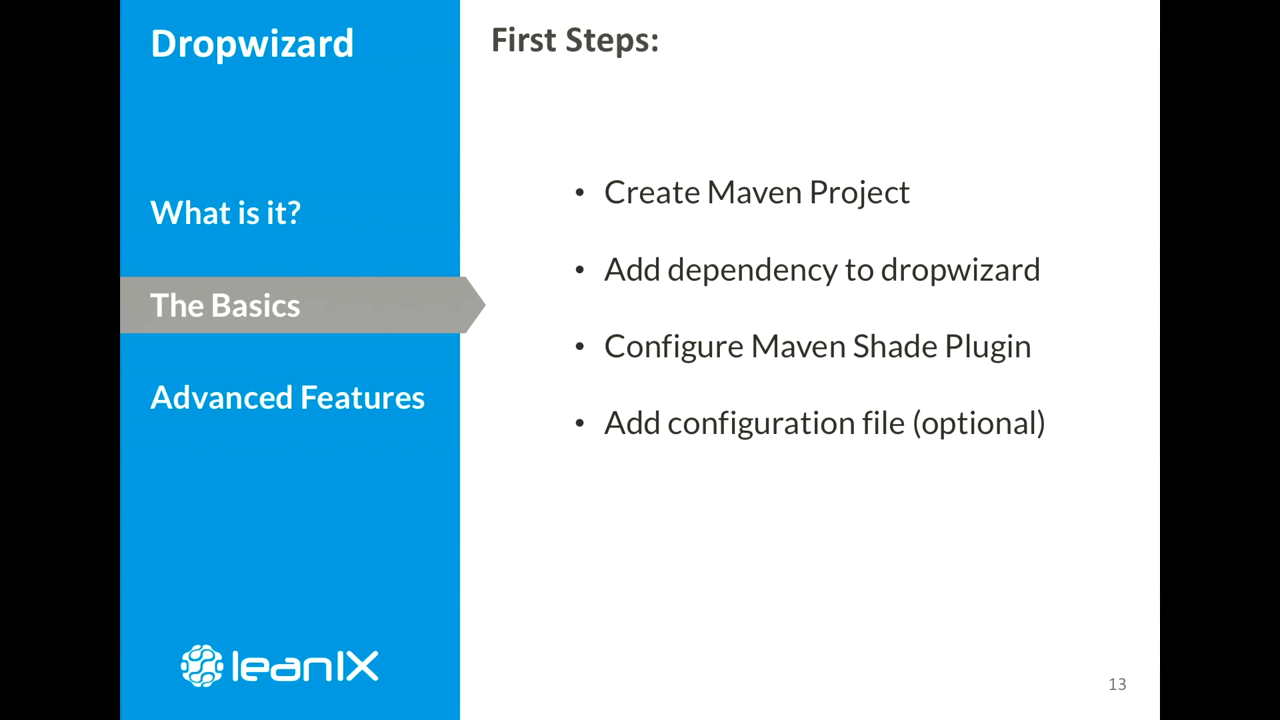 Dropwizard
What is it?
The Basics
Advanced Features
leanIX
First Steps:
• Create Maven Project
• Add dependency to dropwizard
• Configure Maven Shade Plugin
• Add configuration file (optional)
13